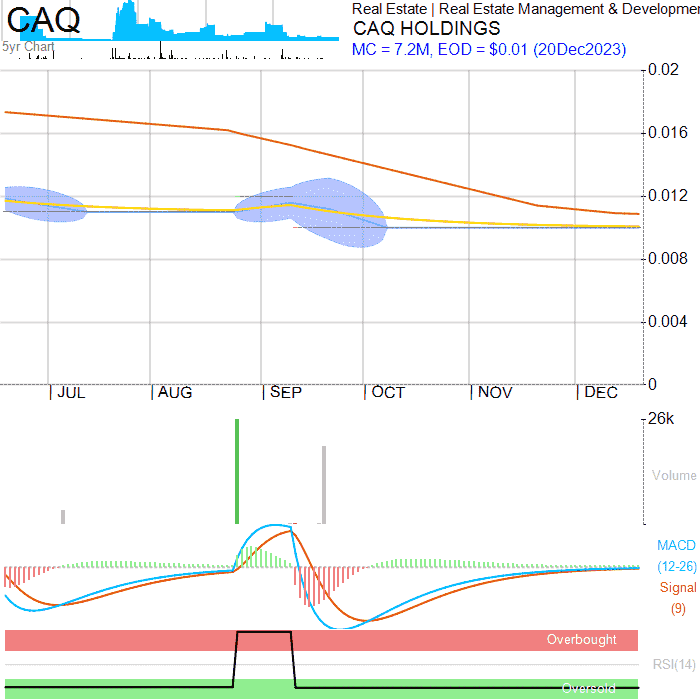 CAQ
5yr Chart
Real Estate | Real Estate Management & Developmen
CAQ HOLDINGS
MC = 7.2M, EOD = $0.01 (20Dec2023)
0.02
0.016
0.012
0.008
0.004
0
| JUL | AUG | SEP | OCT | NOV | DEC
26k
Volume
MACD
(12-26)
Signal
(9)
Overbought
RSI(14)
Oversold